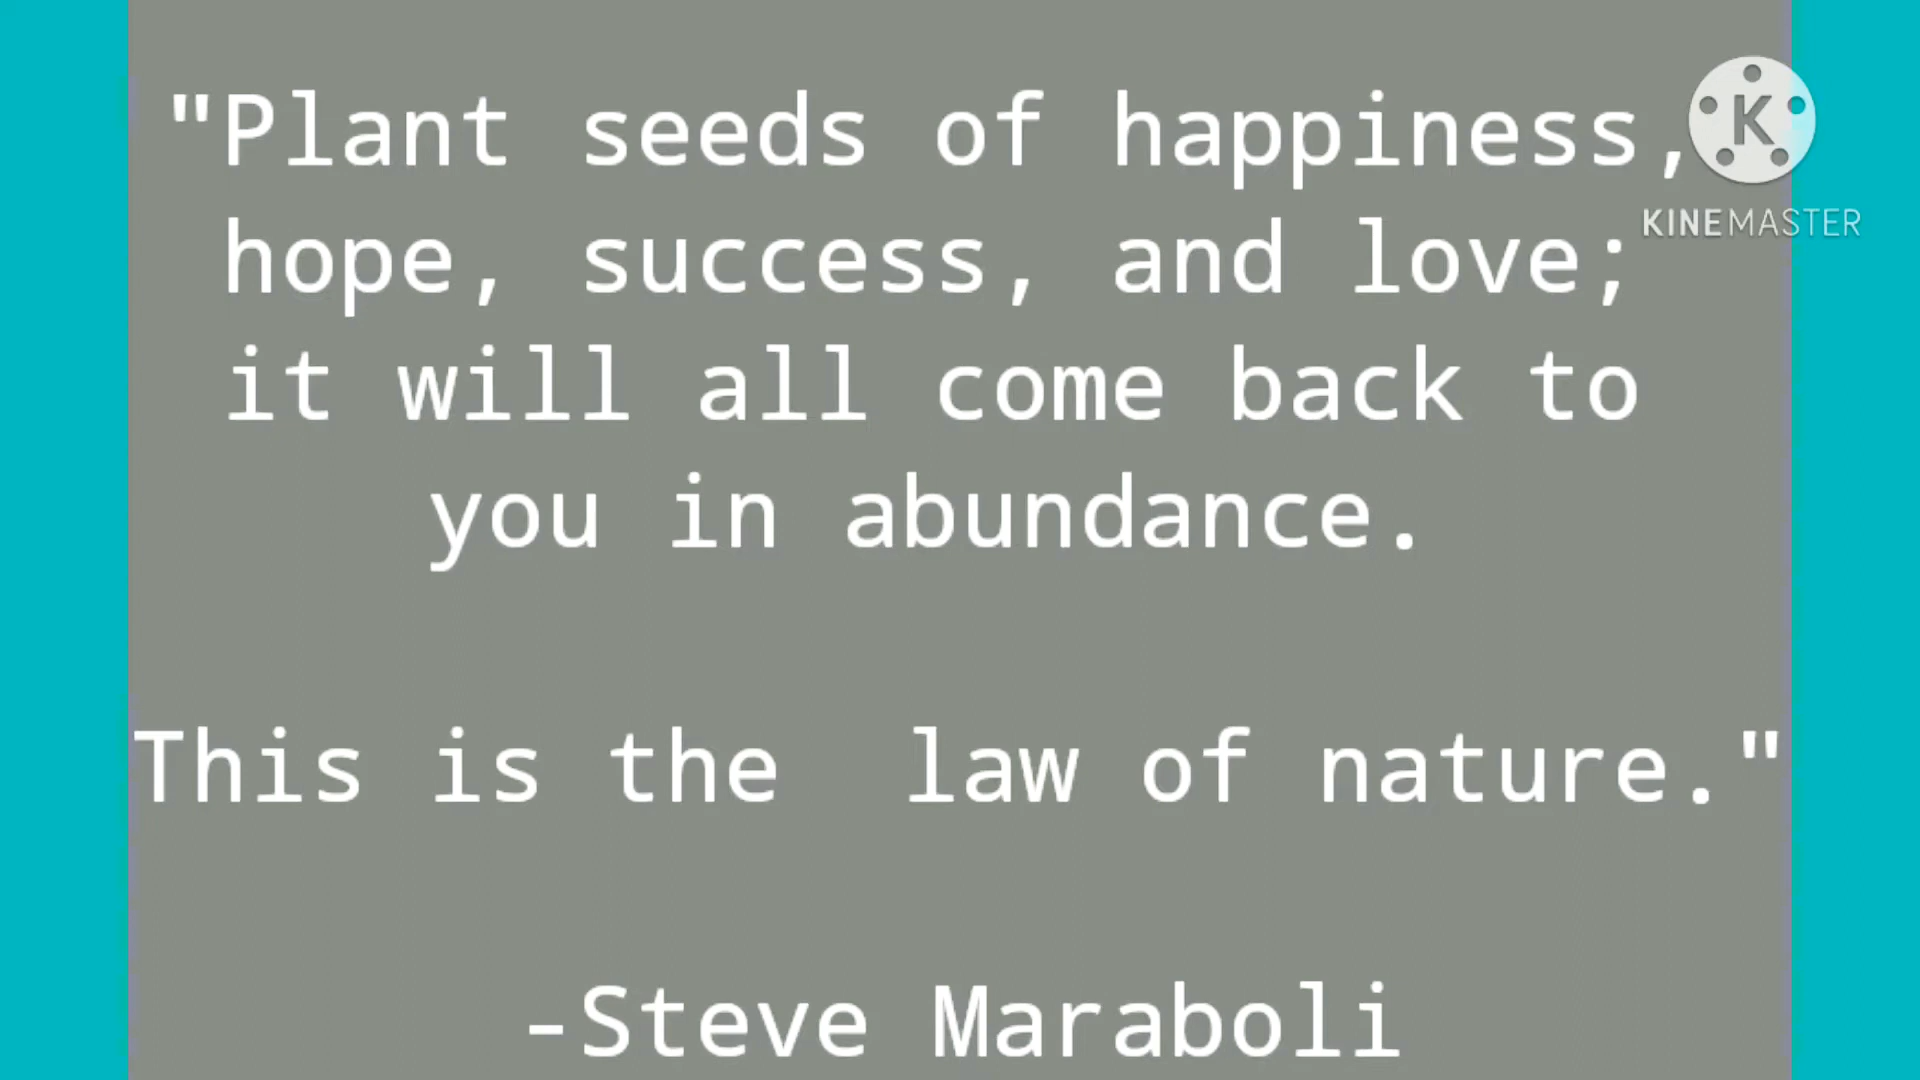 "Plant seeds of happiness,
hope, success, and love;
it will all come back to
you in abundance.
This is the  law of nature."
-Steve Maraboli
K
KINEMASTER